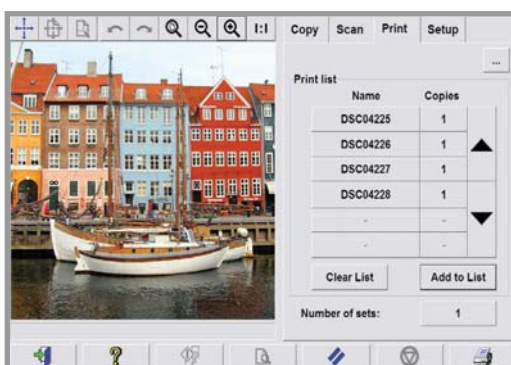 1:1
Copy Scan Print Setup
...
Print list
Name Copies
DSC04225 1
DSC04226 1
DSC04227 1
DSC04228 1
- -
- -
Clear List Add to List
Number of sets: 1
?